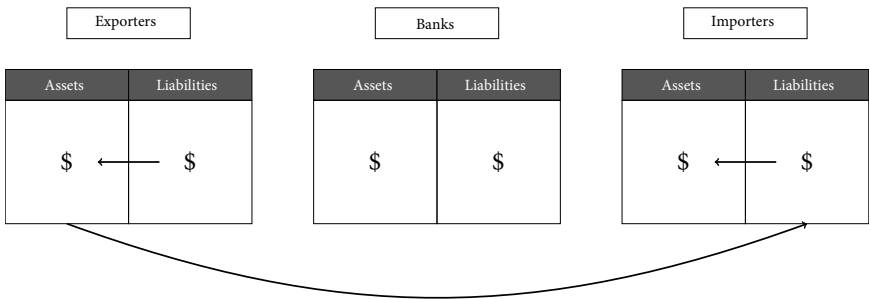 Exporters
Banks
Importers
Assets Liabilities
Assets Liabilities
Assets Liabilities
$ $
$ $
$ $